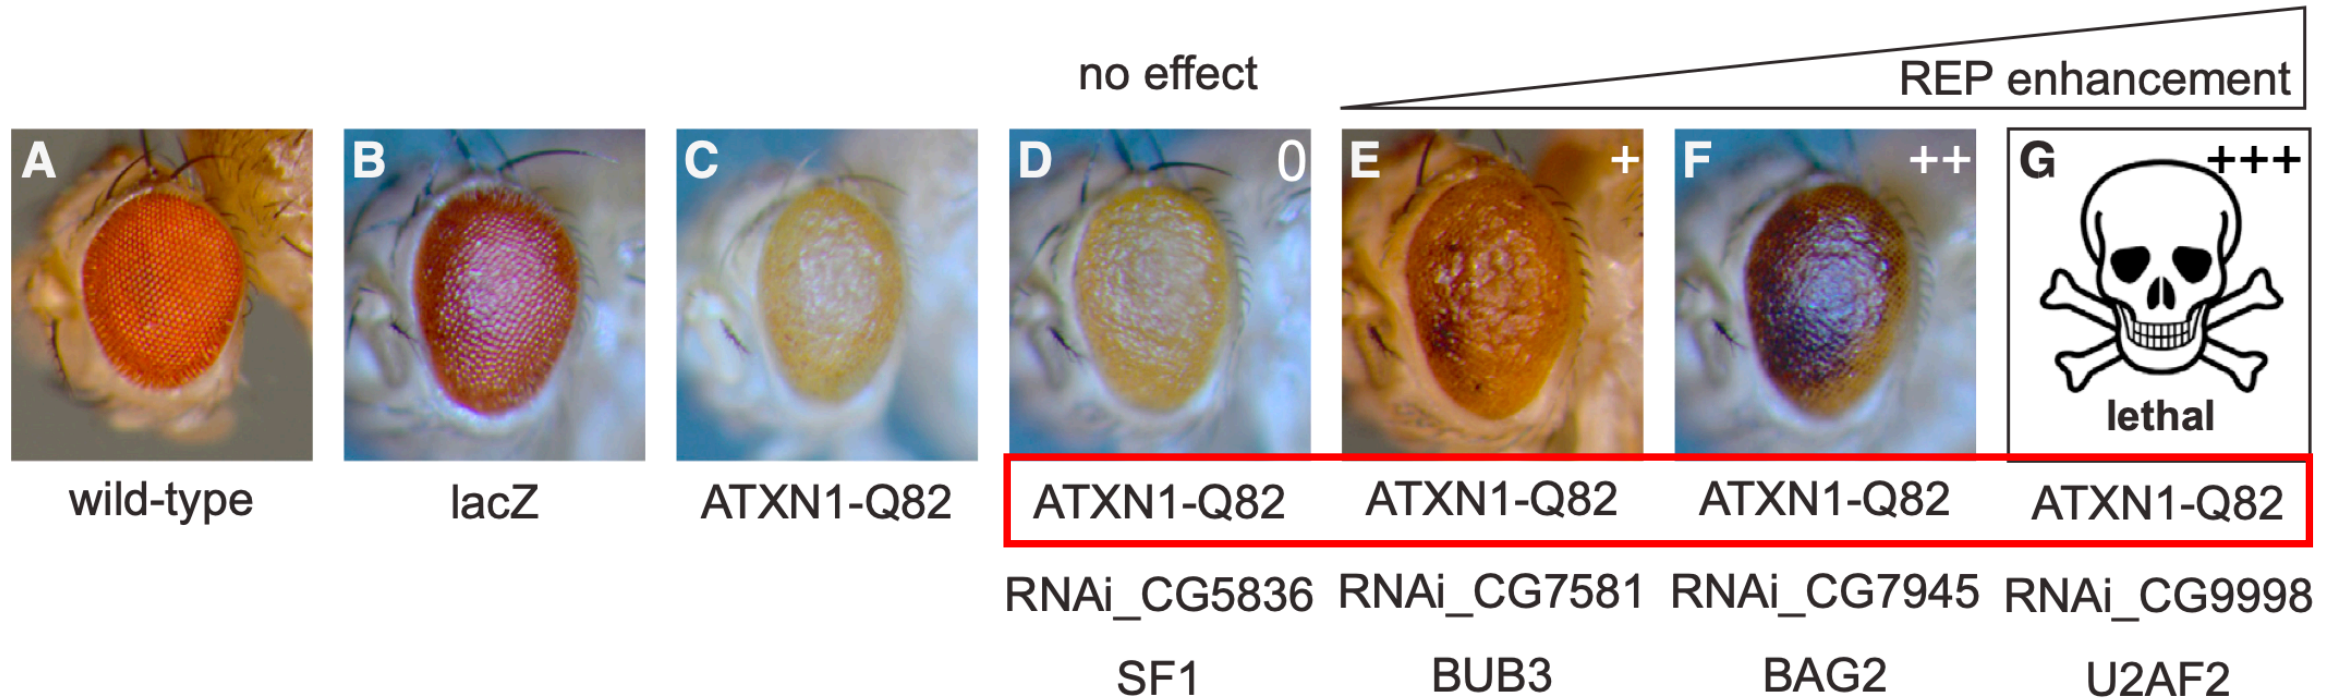 no effect
REP enhancement
A
B
C
D 0
E +
F ++
G +++
lethal
wild-type
lacZ
ATXN1-Q82
ATXN1-Q82
ATXN1-Q82
ATXN1-Q82
ATXN1-Q82
RNAi_CG5836
RNAi_CG7581
RNAi_CG7945
RNAi_CG9998
SF1
BUB3
BAG2
U2AF2